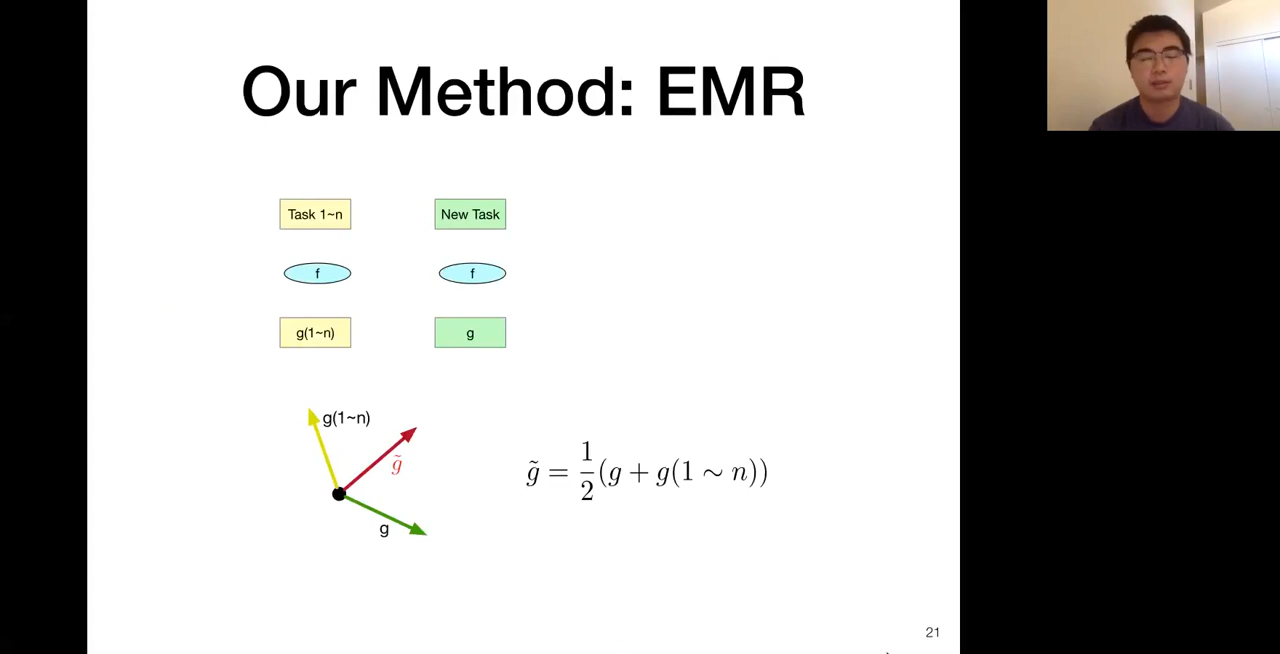 Our Method: EMR
Task 1~n
New Task
f
f
g(1~n)
g
g(1~n)
g̃
g
g̃ = 1/2 (g + g(1 ∼ n))
21